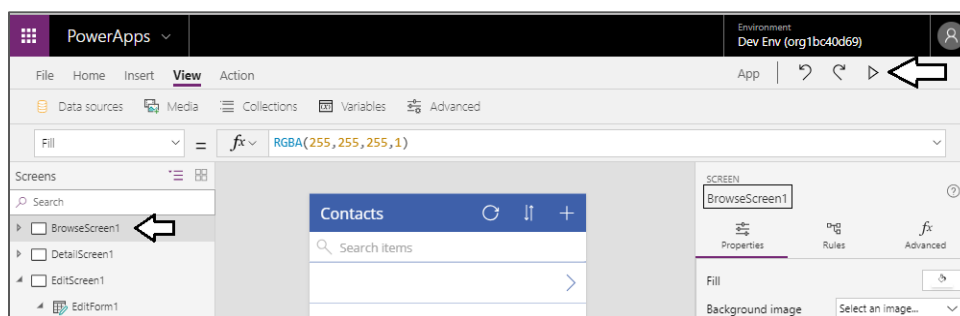 PowerApps
Environment
Dev Env (org1bc40d69)
File Home Insert View Action
App
Data sources Media Collections Variables Advanced
Fill = fx RGBA(255,255,255,1)
Screens
Search
BrowseScreen1
DetailScreen1
EditScreen1
EditForm1
Contacts
Search items
SCREEN
BrowseScreen1
?
Properties Rules fx Advanced
Fill
Background image Select an image...